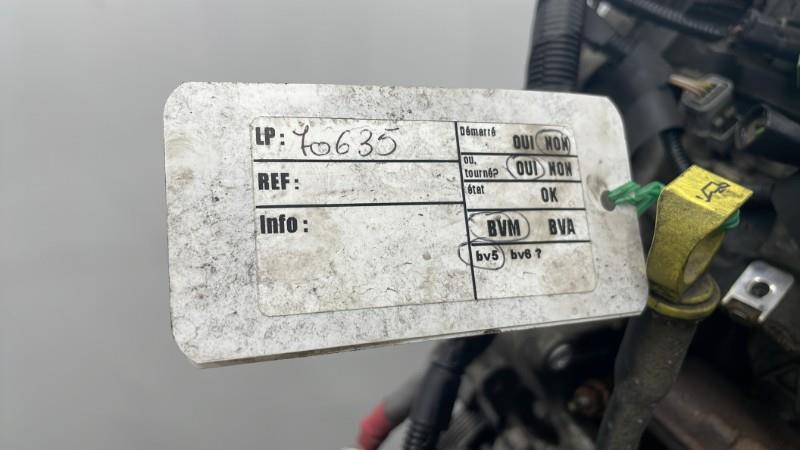 LP: 70635
REF:
Info:
Démarré OUI NON
ou, tourné? OUI NON
état OK
BVM BVA
bv5 bv6 ?